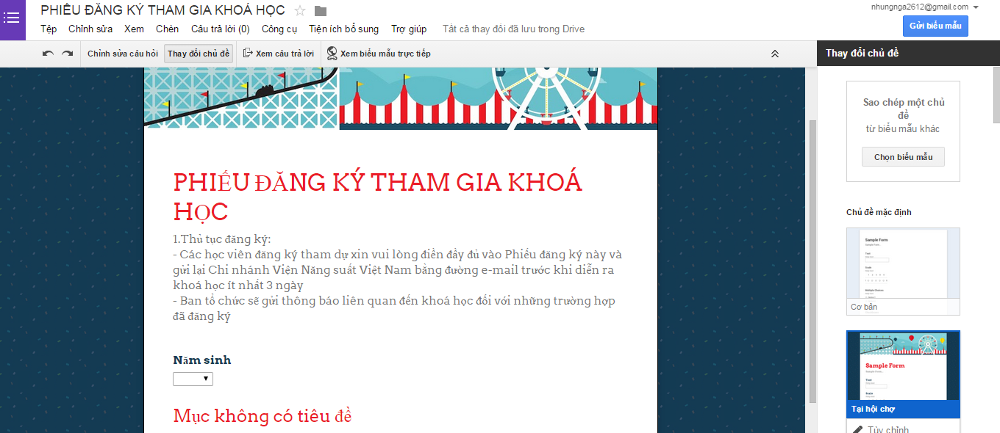 PHIẾU ĐĂNG KÝ THAM GIA KHOÁ HỌC
nhungnga2612@gmail.com
Gửi biểu mẫu
Tệp Chỉnh sửa Xem Chèn Câu trả lời (0) Công cụ Tiện ích bổ sung Trợ giúp Tất cả thay đổi đã lưu trong Drive
Chỉnh sửa câu hỏi Thay đổi chủ đề Xem câu trả lời Xem biểu mẫu trực tiếp
Thay đổi chủ đề
PHIẾU ĐĂNG KÝ THAM GIA KHOÁ
HỌC
1.Thủ tục đăng ký:
- Các học viên đăng ký tham dự xin vui lòng điền đầy đủ vào Phiếu đăng ký này và
gửi lại Chi nhánh Viện Năng suất Việt Nam bằng đường e-mail trước khi diễn ra
khoá học ít nhất 3 ngày
- Ban tổ chức sẽ gửi thông báo liên quan đến khoá học đối với những trường hợp
đã đăng ký
Năm sinh
Mục không có tiêu đề
Sao chép một chủ
đề
từ biểu mẫu khác
Chọn biểu mẫu
Chủ đề mặc định
Sample Form
Cơ bản
Sample Form
Tại hội chợ
Tùy chỉnh